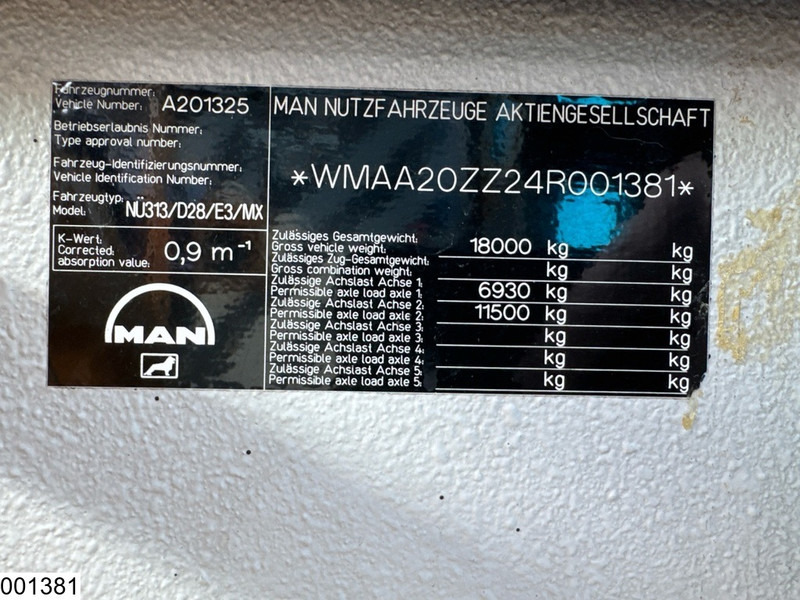 Fahrzeugnummer:
Vehicle Number: A201325
Betriebserlaubnis Nummer:
Type approval number:
Fahrzeug-Identifizierungsnummer:
Vehicle Identification Number:
Fahrzeugtyp:
Model: NÜ313/D28/E3/MX
K-Wert:
Corrected
absorption value: 0,9 m⁻¹
MAN
MAN NUTZFAHRZEUGE AKTIENGESELLSCHAFT
*WMAA20ZZ24R001381*
Zulässiges Gesamtgewicht:
Gross vehicle weight: 18000 kg kg
Zulässiges Zug-Gesamtgewicht:
Gross combination weight: kg kg
Zulässige Achslast Achse 1:
Permissible axle load axle 1: 6930 kg kg
Zulässige Achslast Achse 2:
Permissible axle load axle 2: 11500 kg kg
Zulässige Achslast Achse 3:
Permissible axle load axle 3: kg kg
Zulässige Achslast Achse 4:
Permissible axle load axle 4: kg kg
Zulässige Achslast Achse 5:
Permissible axle load axle 5: kg kg
001381